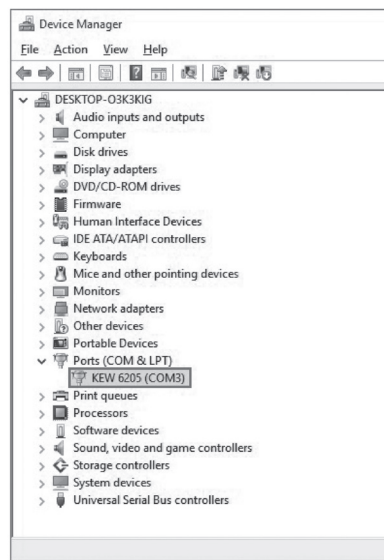 Device Manager
File Action View Help
DESKTOP-O3K3KIG
Audio inputs and outputs
Computer
Disk drives
Display adapters
DVD/CD-ROM drives
Firmware
Human Interface Devices
IDE ATA/ATAPI controllers
Keyboards
Mice and other pointing devices
Monitors
Network adapters
Other devices
Portable Devices
Ports (COM & LPT)
KEW 6205 (COM3)
Print queues
Processors
Software devices
Sound, video and game controllers
Storage controllers
System devices
Universal Serial Bus controllers